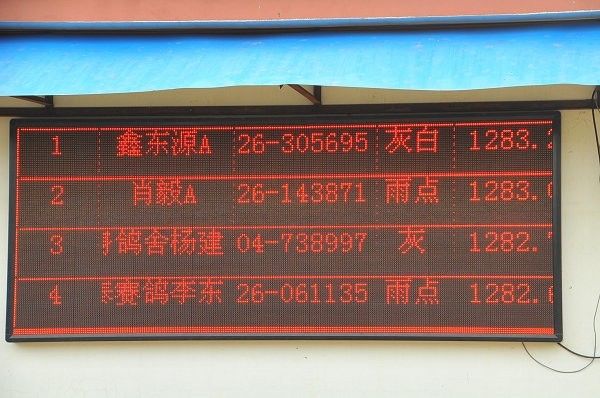 1 鑫东源A 26-305695 灰白 1283.2
2 肖毅A 26-143871 雨点 1283.0
3 鸽舍杨建 04-738997 灰 1282.
4 赛鸽李东 26-061135 雨点 1282.6